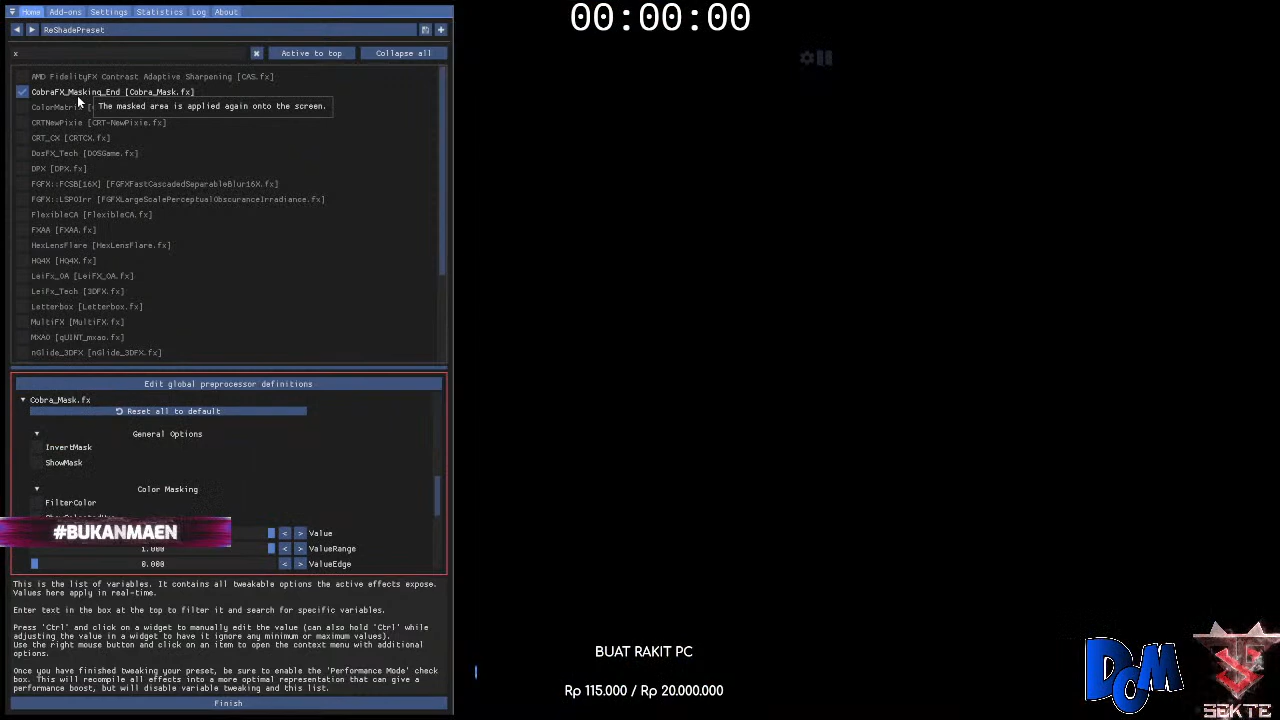 Home Add-ons Settings Statistics Log About
ReShadePreset
x
Active to top
Collapse all
AMD FidelityFX Contrast Adaptive Sharpening [CAS.fx]
CobraFX_Masking_End [Cobra_Mask.fx]
The masked area is applied again onto the screen.
CRTNewPixie [CRT-NewPixie.fx]
CRT_CX [CRTCX.fx]
DosFX_Tech [DOSGame.fx]
DPX [DPX.fx]
FGFX::FCSB[16X] [FGFXFastCascadedSeparableBlur16X.fx]
FGFX::LSPOIrr [FGFXLargeScalePerceptualObscuranceIrradiance.fx]
FlexibleCA [FlexibleCA.fx]
FXAA [FXAA.fx]
HexLensFlare [HexLensFlare.fx]
HQ4X [HQ4X.fx]
LeiFx_OA [LeiFX_OA.fx]
LeiFx_Tech [3DFX.fx]
Letterbox [Letterbox.fx]
MultiFX [MultiFX.fx]
MXAO [qUINT_mxao.fx]
nGlide_3DFX [nGlide_3DFX.fx]
Edit global preprocessor definitions
Cobra_Mask.fx
Reset all to default
General Options
InvertMask
ShowMask
Color Masking
FilterColor
#BUKANMAEN
< > Value
1.000 < > ValueRange
0.000 < > ValueEdge
This is the list of variables. It contains all tweakable options the active effects expose.
Values here apply in real-time.
Enter text in the box at the top to filter it and search for specific variables.
Press 'Ctrl' and click on a widget to manually edit the value (can also hold 'Ctrl' while
adjusting the value in a widget to have it ignore any minimum or maximum values).
Use the right mouse button and click on an item to open the context menu with additional
options.
Once you have finished tweaking your preset, be sure to enable the 'Performance Mode' check
box. This will recompile all effects into a more optimal representation that can give a
performance boost, but will disable variable tweaking and this list.
Finish
00:00:00
BUAT RAKIT PC
Rp 115.000 / Rp 20.000.000
DOM
SEKTE